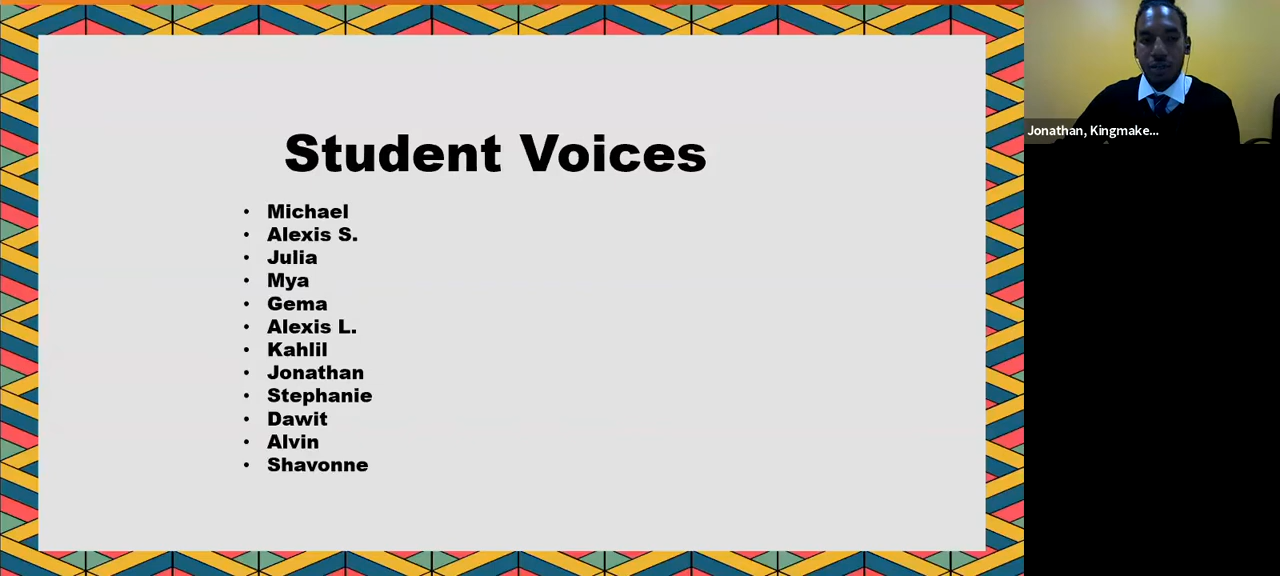 Student Voices
• Michael
• Alexis S.
• Julia
• Mya
• Gema
• Alexis L.
• Kahlil
• Jonathan
• Stephanie
• Dawit
• Alvin
• Shavonne
Jonathan, Kingmake...